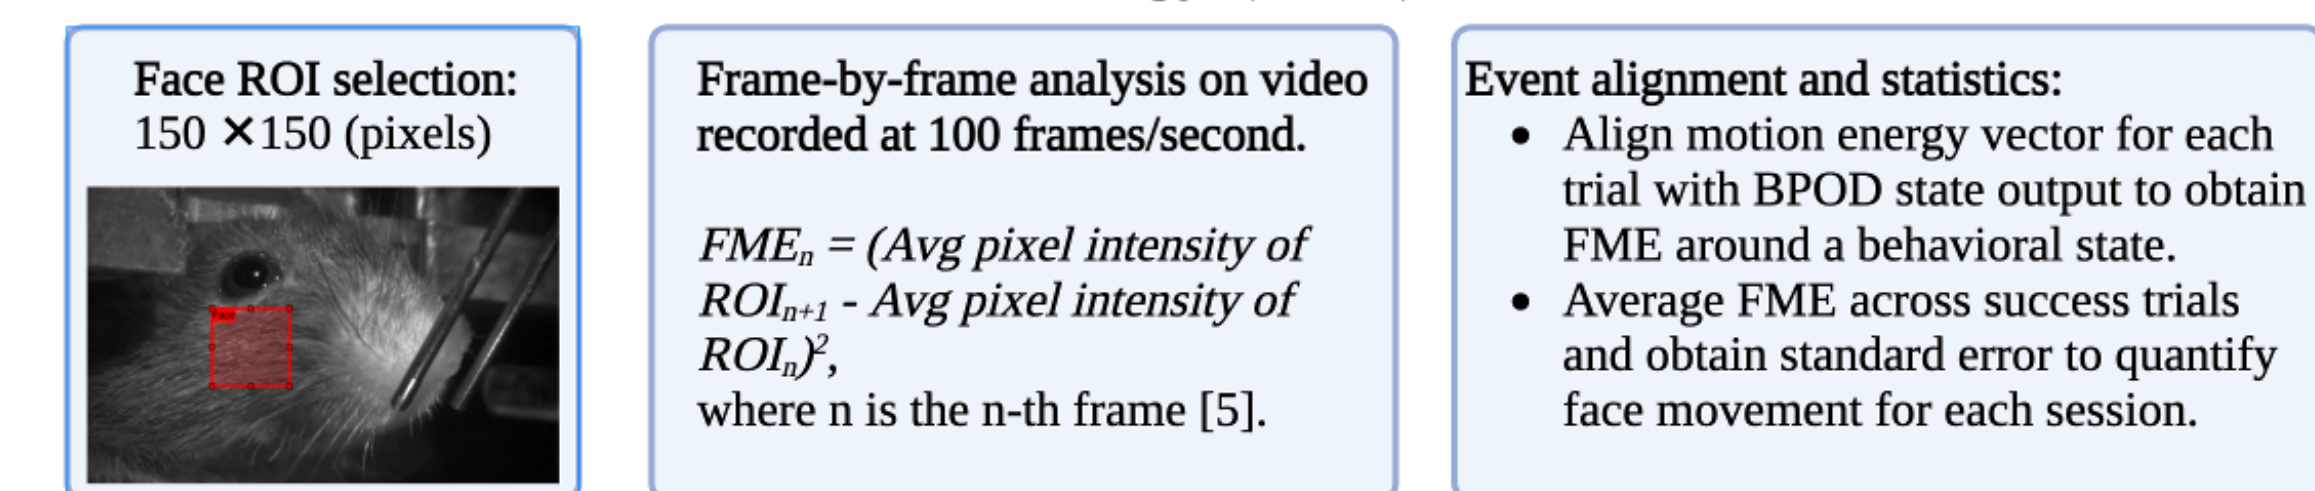 Face ROI selection:
150 ×150 (pixels)
Face
Frame-by-frame analysis on video
recorded at 100 frames/second.
FMEₙ = (Avg pixel intensity of
ROIₙ₊₁ - Avg pixel intensity of
ROIₙ)²,
where n is the n-th frame [5].
Event alignment and statistics:
● Align motion energy vector for each
trial with BPOD state output to obtain
FME around a behavioral state.
● Average FME across success trials
and obtain standard error to quantify
face movement for each session.